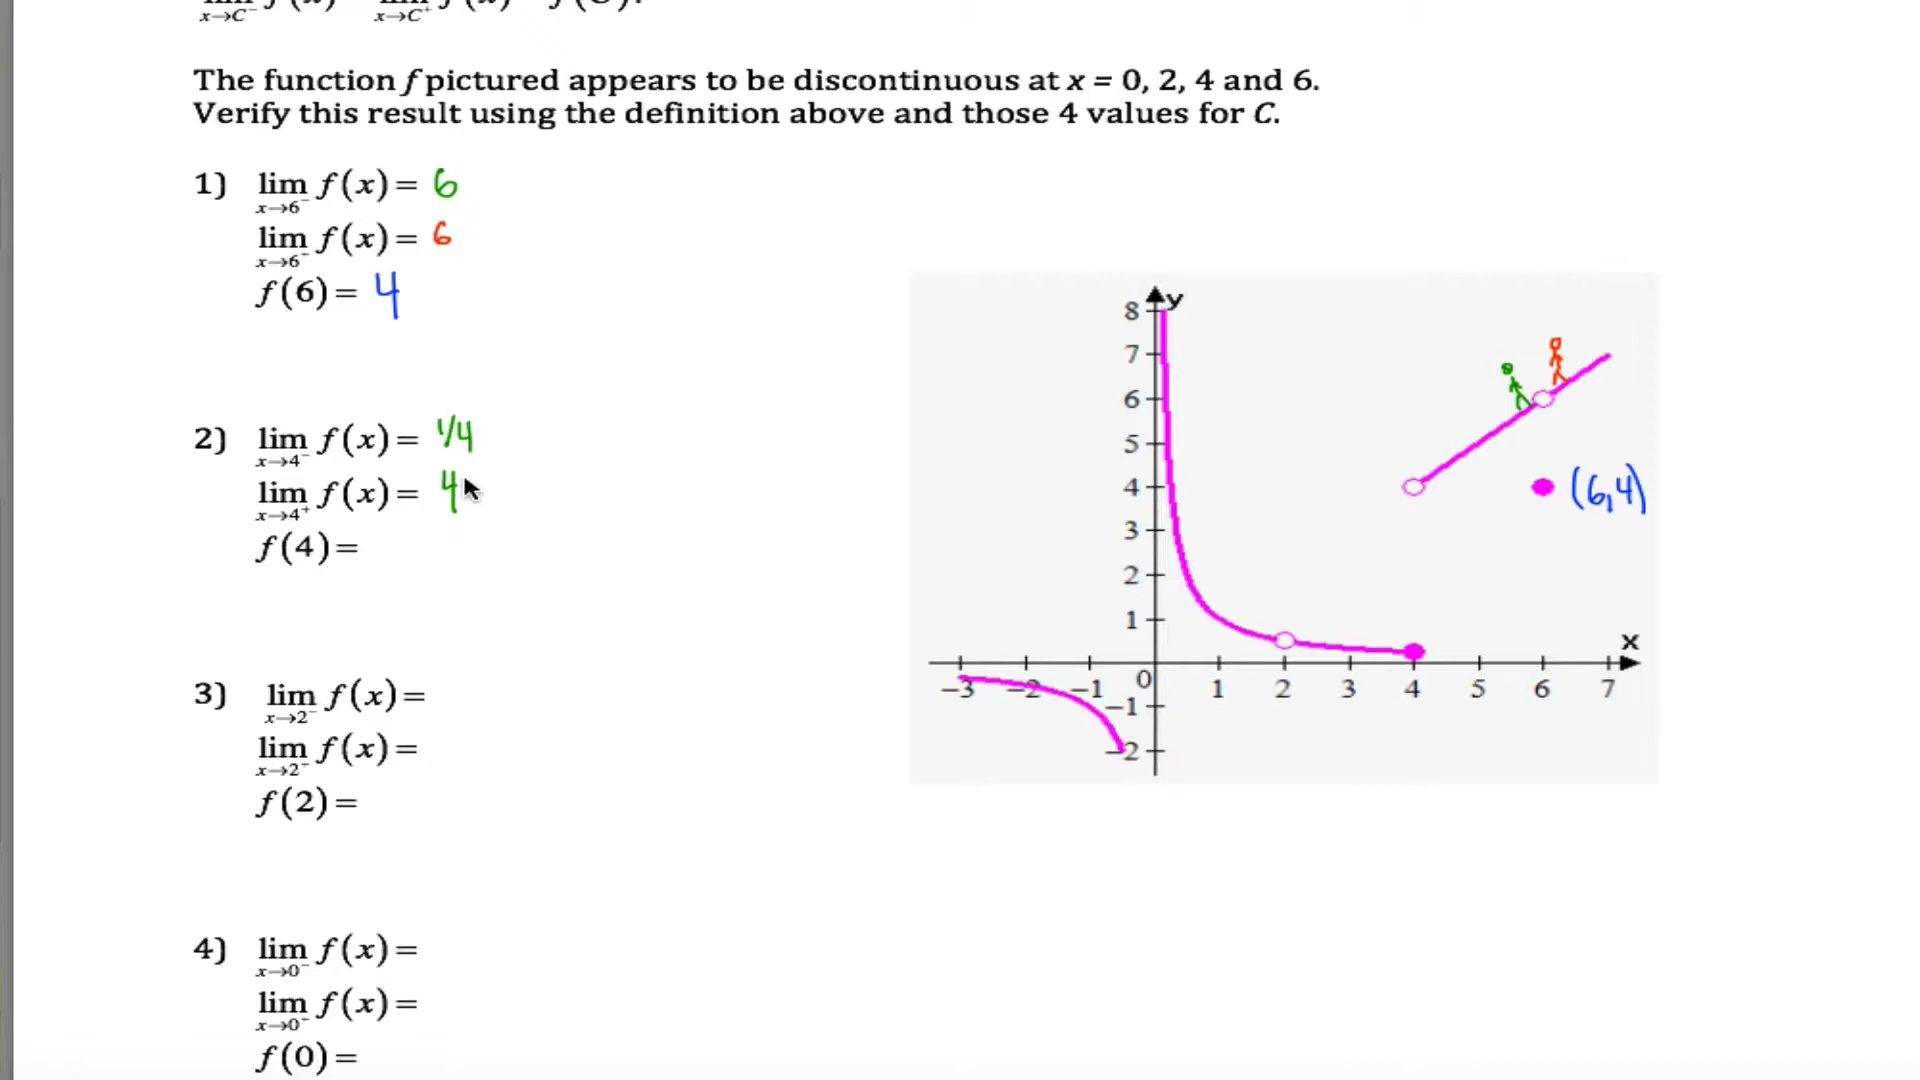 lim f(x) lim f(x) f(C).
x→C⁻ x→C⁺
The function f pictured appears to be discontinuous at x = 0, 2, 4 and 6.
Verify this result using the definition above and those 4 values for C.
1) lim f(x) = 6
x→6⁻
lim f(x) = 6
x→6
f(6) = 4
2) lim f(x) = 1/4
x→4⁻
lim f(x) = 4
x→4⁺
f(4) =
3) lim f(x) =
x→2⁻
lim f(x) =
x→2
f(2) =
4) lim f(x) =
x→0⁻
lim f(x) =
x→0
f(0) =
y
8
7
6
5
4
(6,4)
3
2
1
x
-3 -2 -1 0 1 2 3 4 5 6 7
-1
-2